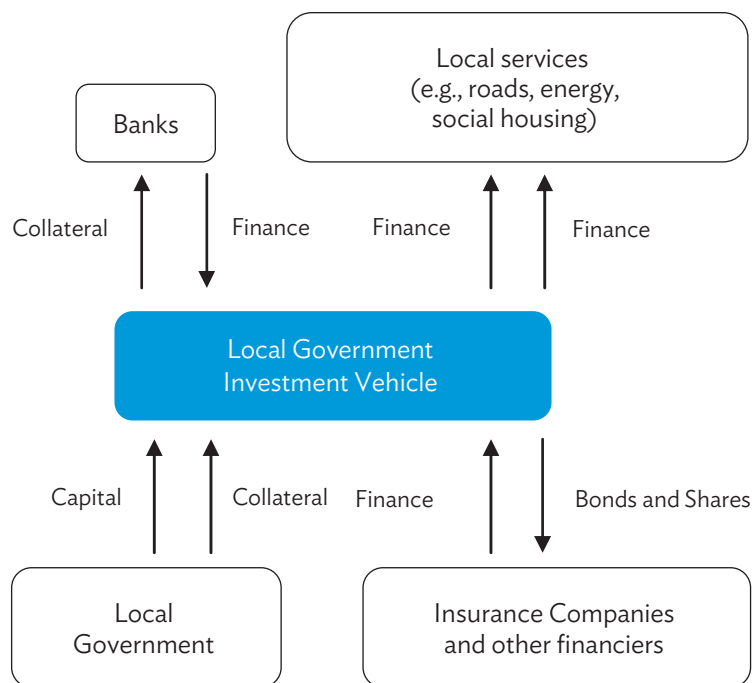 Local services
(e.g., roads, energy,
social housing)
Banks
Collateral
Finance
Finance
Finance
Local Government
Investment Vehicle
Capital
Collateral
Finance
Bonds and Shares
Local
Government
Insurance Companies
and other financiers